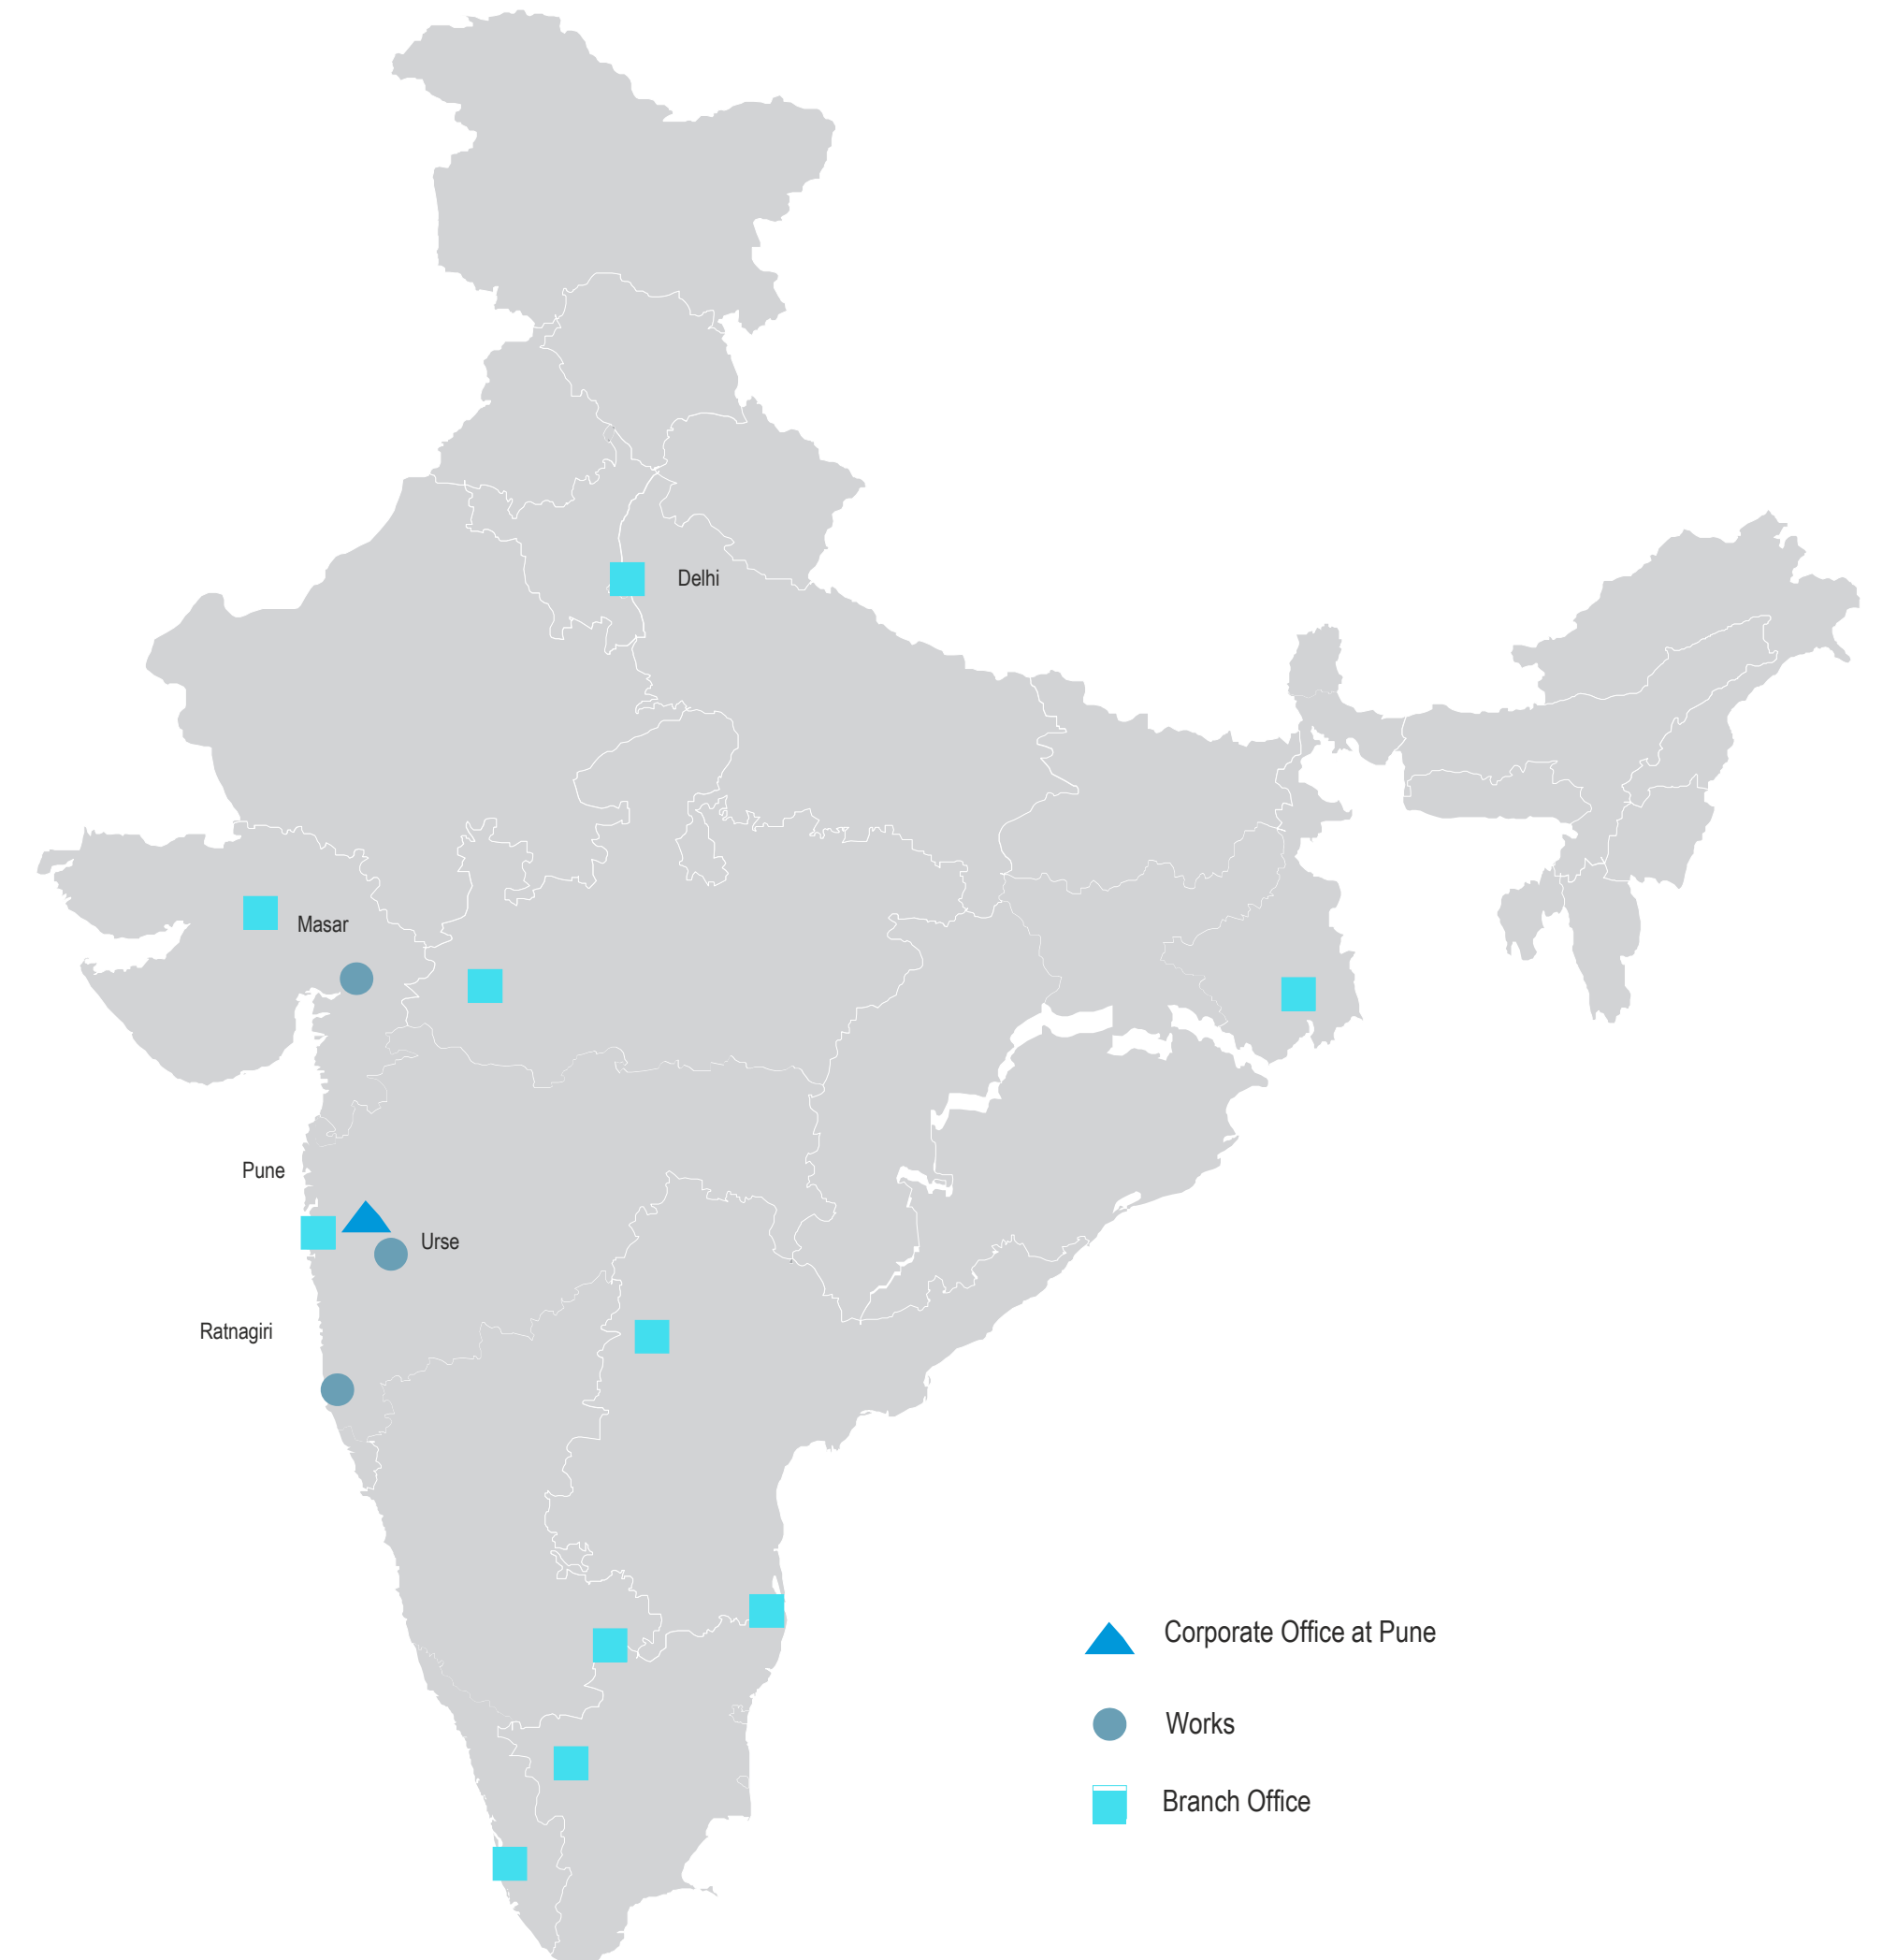 Delhi
Masar
Pune
Urse
Ratnagiri
Corporate Office at Pune
Works
Branch Office